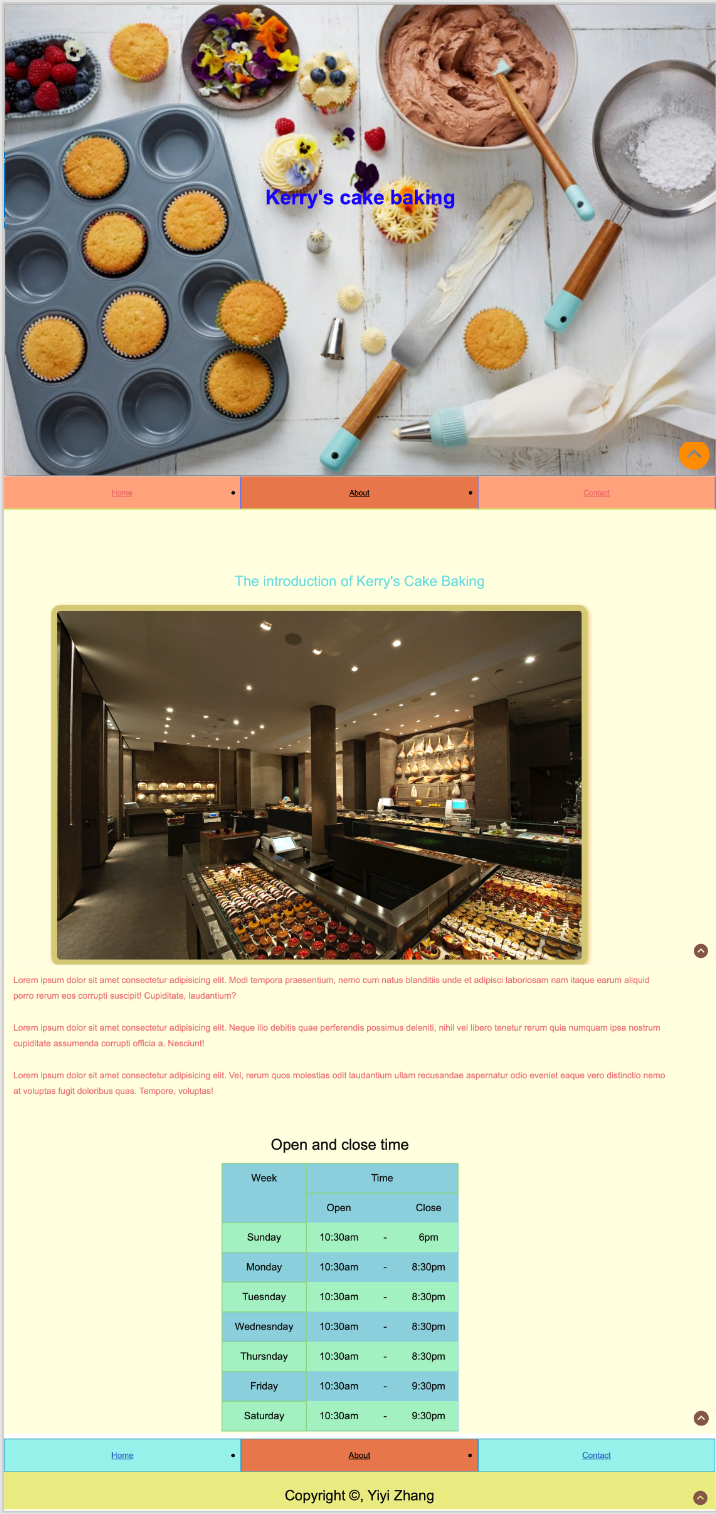 Kerry's cake baking
Home
About
Contact
The introduction of Kerry's Cake Baking
Lorem ipsum dolor sit amet consectetur adipisicing elit. Modi tempora praesentium, nemo cum natus blanditiis unde et adipisci laboriosam nam itaque earum aliquid
porro rerum eos corrupti suscipit! Cupiditate, laudantium?
Lorem ipsum dolor sit amet consectetur adipisicing elit. Neque illo debitis quae perferendis possimus deleniti, nihil vel libero tenetur rerum quia numquam ipsa nostrum
cupiditate assumenda corrupti officia a. Nesciunt!
Lorem ipsum dolor sit amet consectetur adipisicing elit. Vel, rerum quos molestias odit laudantium ullam recusandae aspernatur odio eveniet eaque vero distinctio nemo
at voluptas fugit doloribus quas. Tempore, voluptas!
Open and close time
Week Time
Open Close
Sunday 10:30am - 6pm
Monday 10:30am - 8:30pm
Tuesnday 10:30am - 8:30pm
Wednesnday 10:30am - 8:30pm
Thursnday 10:30am - 8:30pm
Friday 10:30am - 9:30pm
Saturday 10:30am - 9:30pm
Home
About
Contact
Copyright ©, Yiyi Zhang